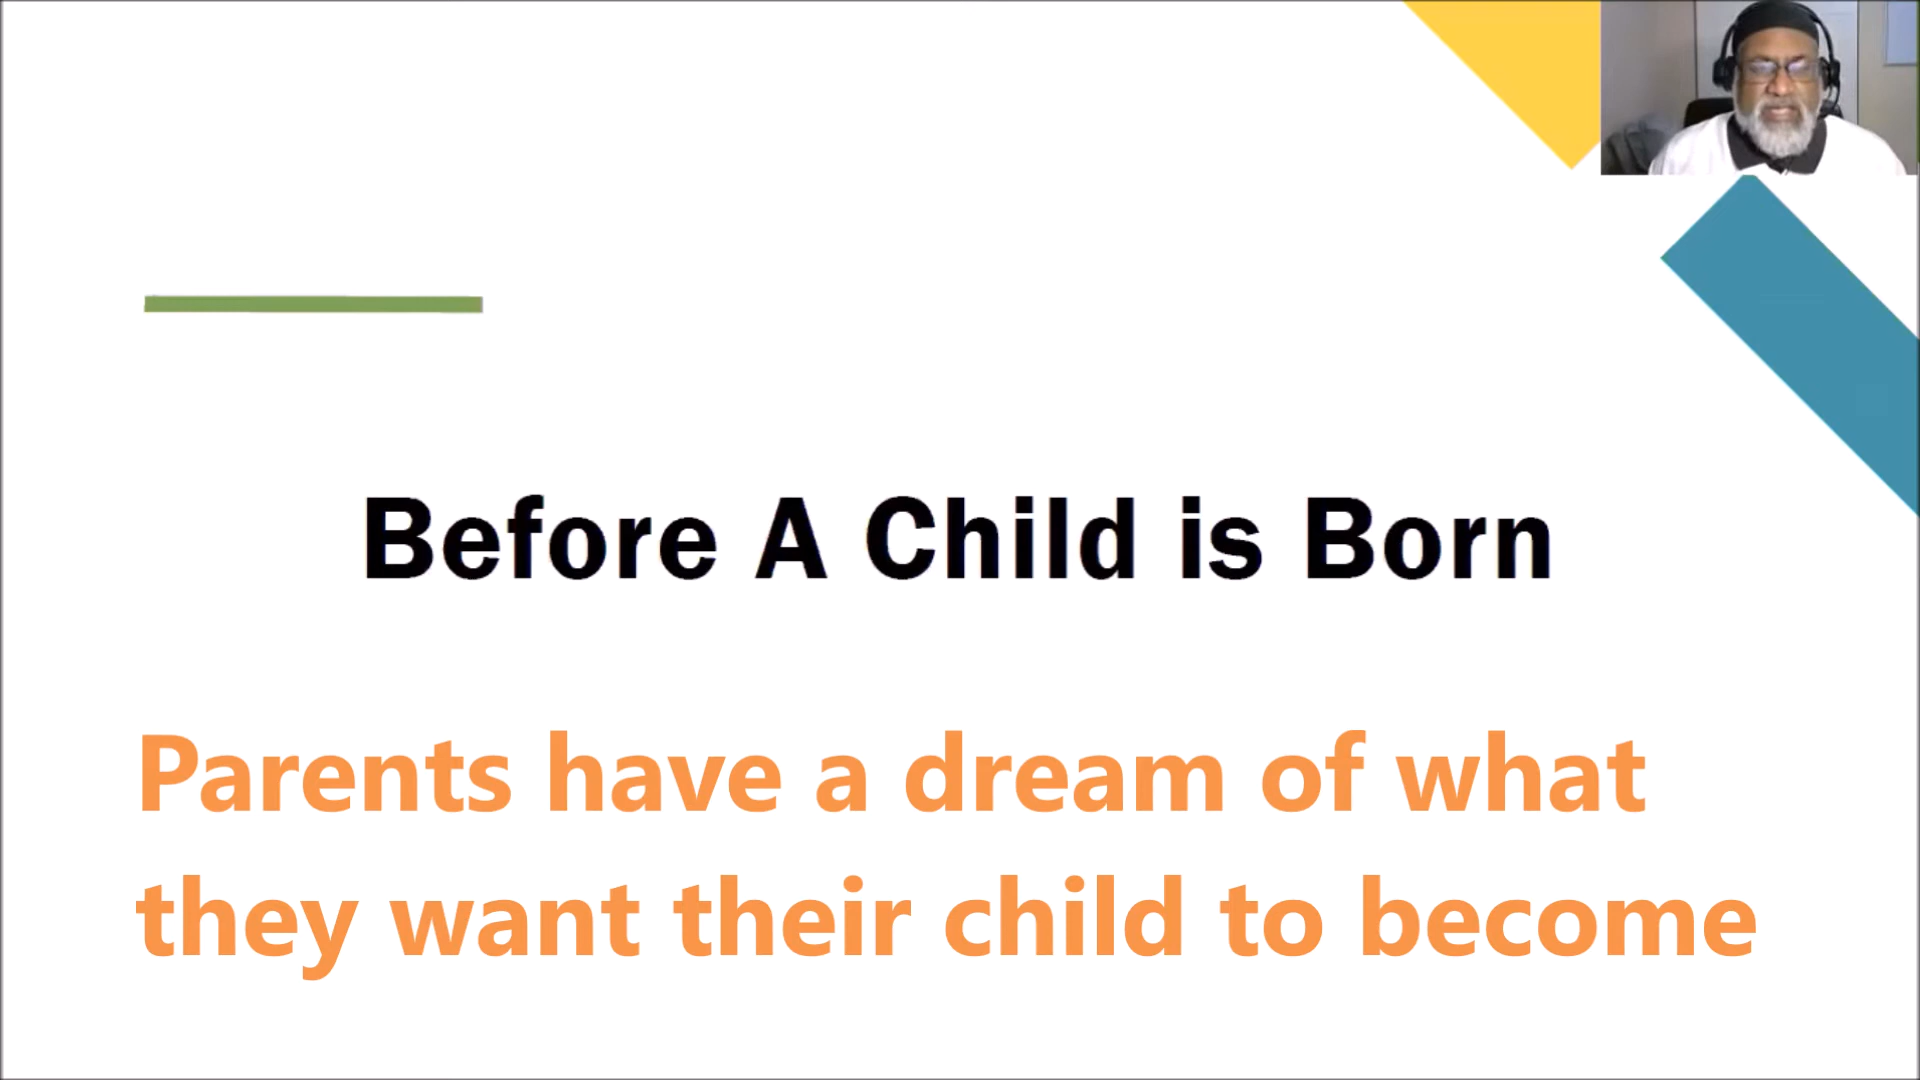 Before A Child is Born
Parents have a dream of what
they want their child to become